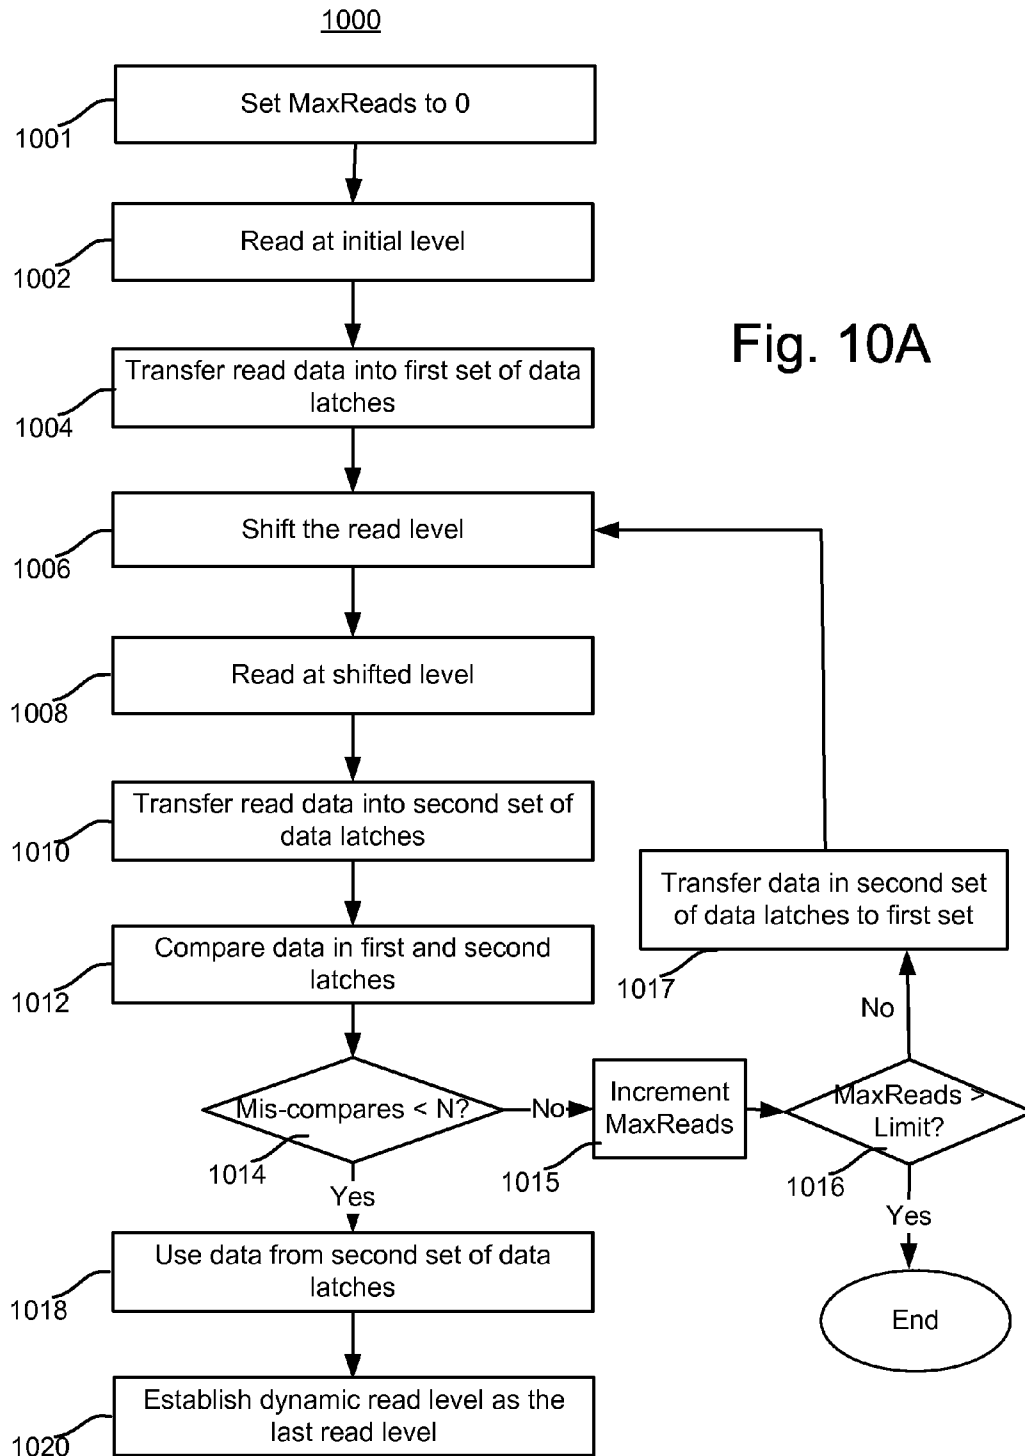 1000
Set MaxReads to 0
1001
Read at initial level
1002
Fig. 10A
Transfer read data into first set of data
latches
1004
Shift the read level
1006
Read at shifted level
1008
Transfer read data into second set of
data latches
1010
Transfer data in second set
of data latches to first set
1017
Compare data in first and second
latches
1012
No
Mis-compares < N?
1014
No
Increment
MaxReads
1015
MaxReads >
Limit?
1016
Yes
Yes
Use data from second set of data
latches
1018
End
Establish dynamic read level as the
last read level
1020